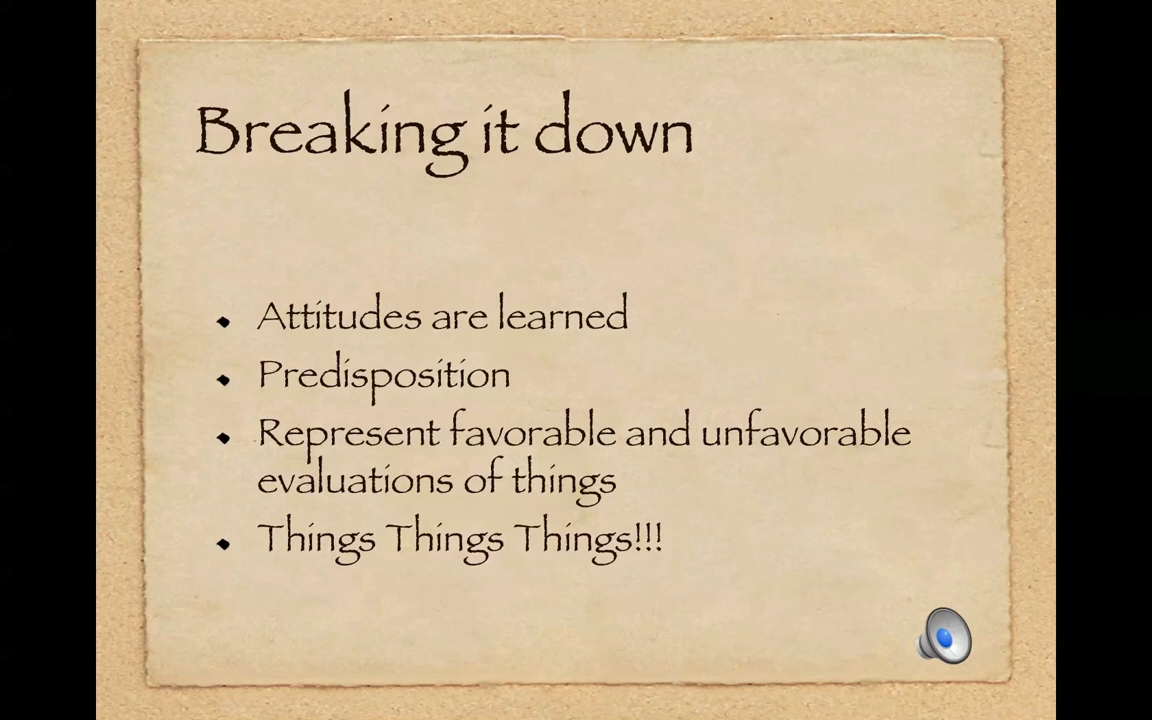 Breaking it down
Attitudes are learned
Predisposition
Represent favorable and unfavorable
evaluations of things
Things Things Things!!!